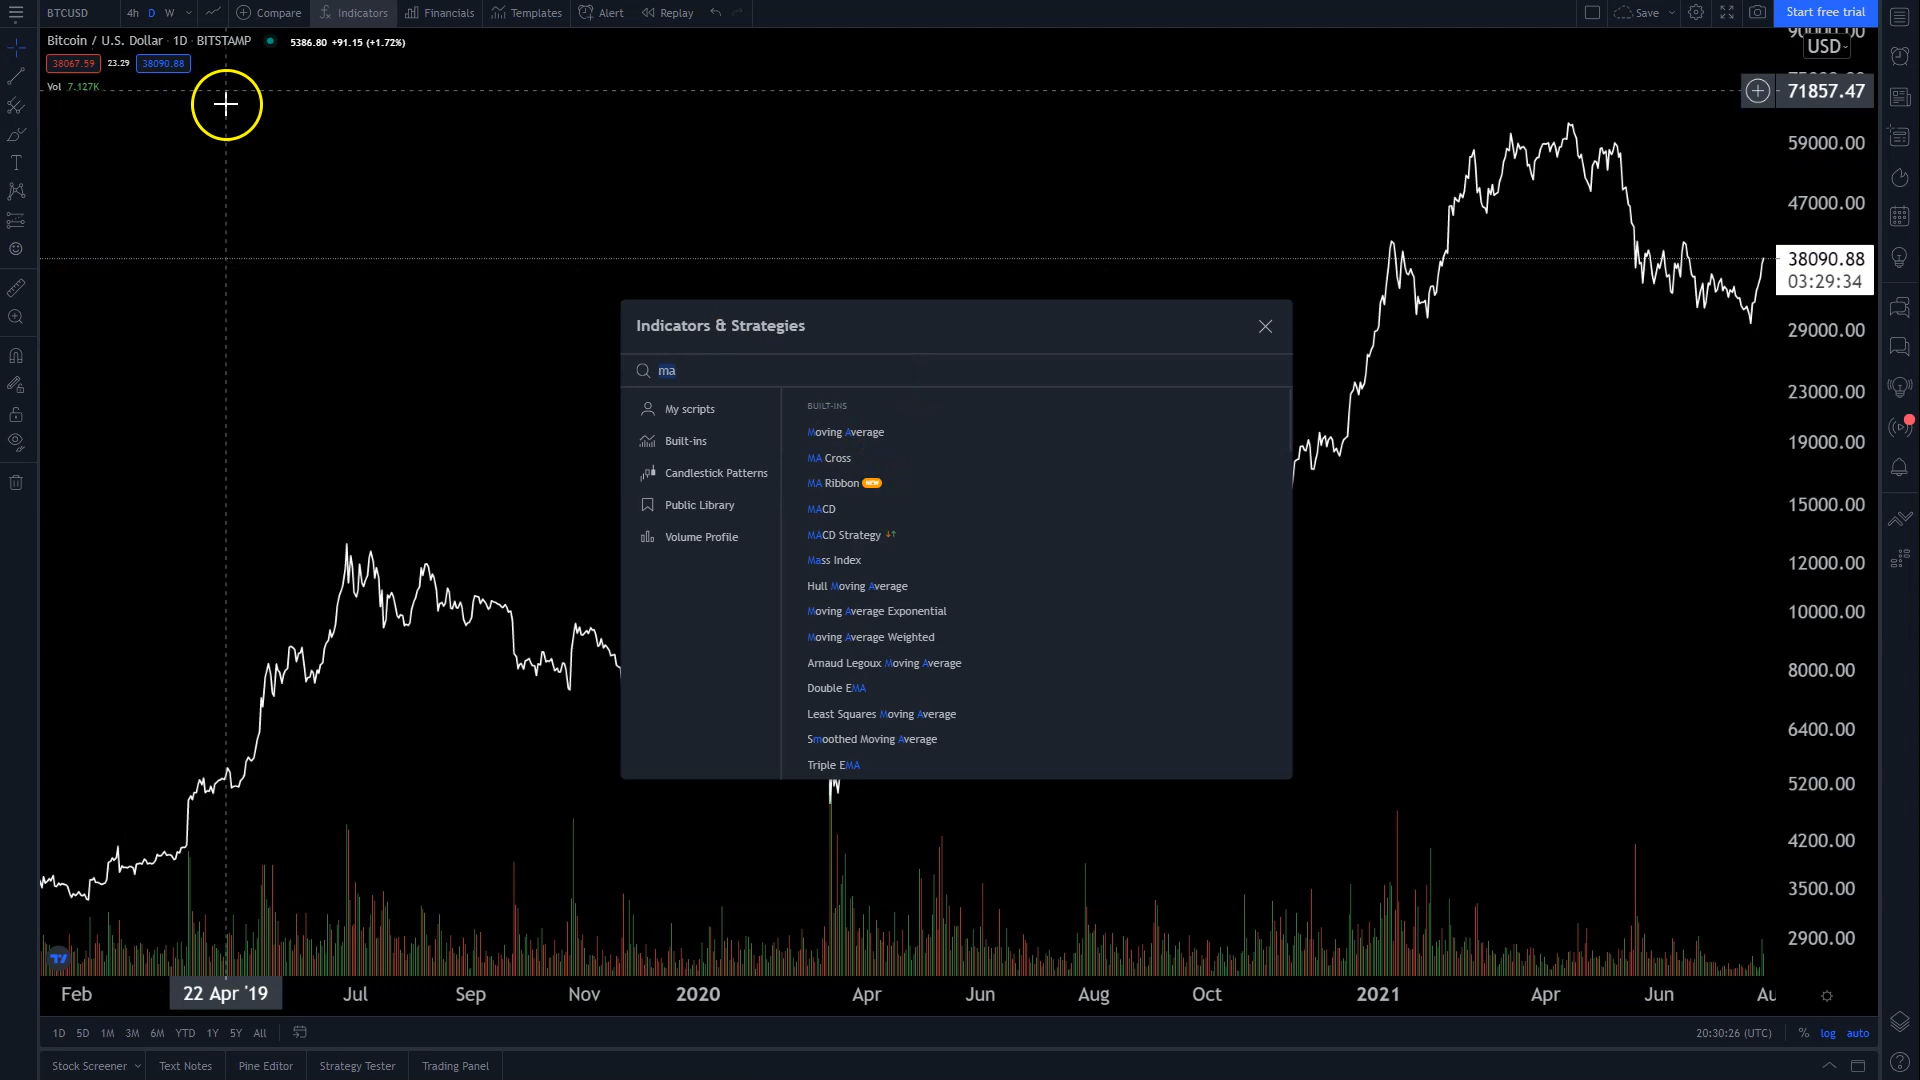 BTCUSD 4h D W Compare Indicators Financials Templates Alert Replay Save Start free trial
Bitcoin / U.S. Dollar · 1D · BITSTAMP 5386.80 +91.15 (+1.72%)
USD
38067.59 23.29 38090.88
Vol 7.127K
71857.47
59000.00
47000.00
38090.88
03:29:34
29000.00
23000.00
19000.00
15000.00
12000.00
10000.00
8000.00
6400.00
5200.00
4200.00
3500.00
2900.00
Indicators & Strategies
ma
My scripts
Built-ins
Candlestick Patterns
Public Library
Volume Profile
BUILT-INS
Moving Average
MA Cross
MA Ribbon NEW
MACD
MACD Strategy
Mass Index
Hull Moving Average
Moving Average Exponential
Moving Average Weighted
Arnaud Legoux Moving Average
Double EMA
Least Squares Moving Average
Smoothed Moving Average
Triple EMA
Feb 22 Apr '19 Jul Sep Nov 2020 Apr Jun Aug Oct 2021 Apr Jun Au
1D 5D 1M 3M 6M YTD 1Y 5Y All 20:30:26 (UTC) % log auto
Stock Screener Text Notes Pine Editor Strategy Tester Trading Panel